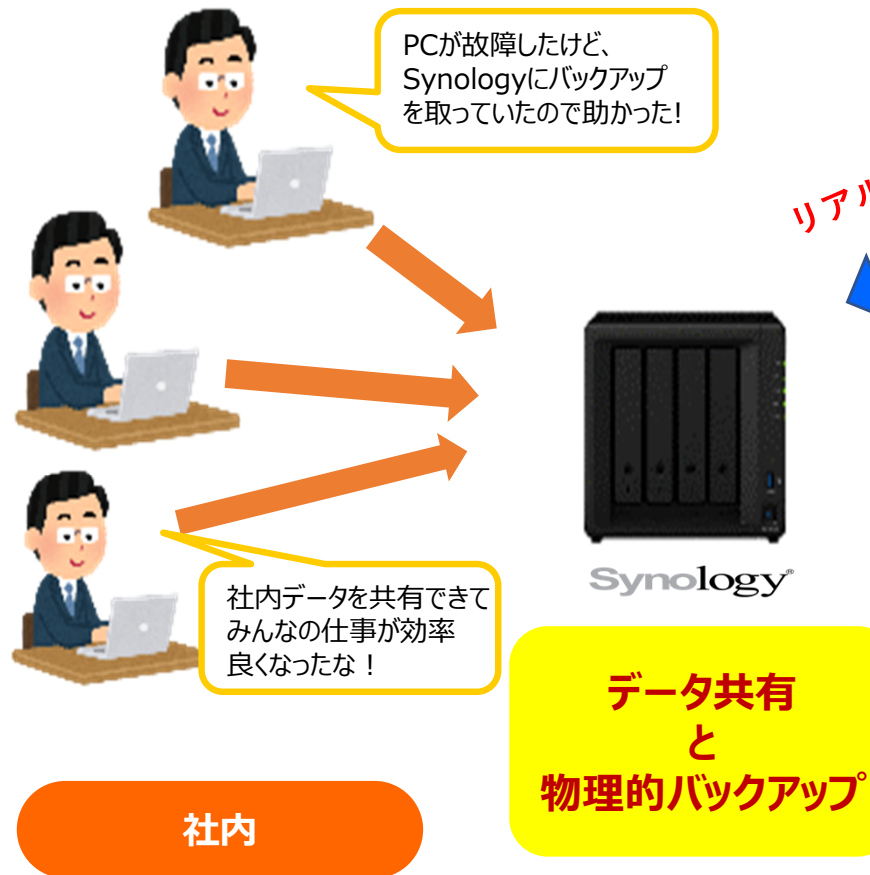 PCが故障したけど、
Synologyにバックアップ
を取っていたので助かった!
リアル
Synology®
社内データを共有できて
みんなの仕事が効率
良くなったな！
データ共有
と
物理的バックアップ
社内